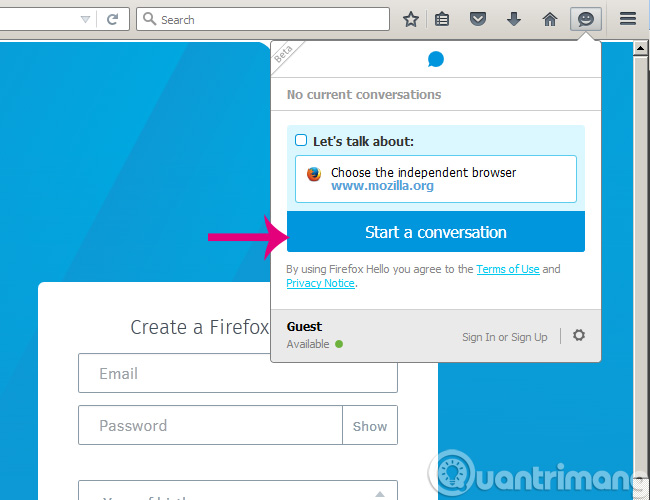 Search
Beta
No current conversations
Let's talk about:
Choose the independent browser
www.mozilla.org
Start a conversation
By using Firefox Hello you agree to the Terms of Use and
Privacy Notice.
Guest
Available
Sign In or Sign Up
Create a Firefox
Email
Password
Show
uantrimang